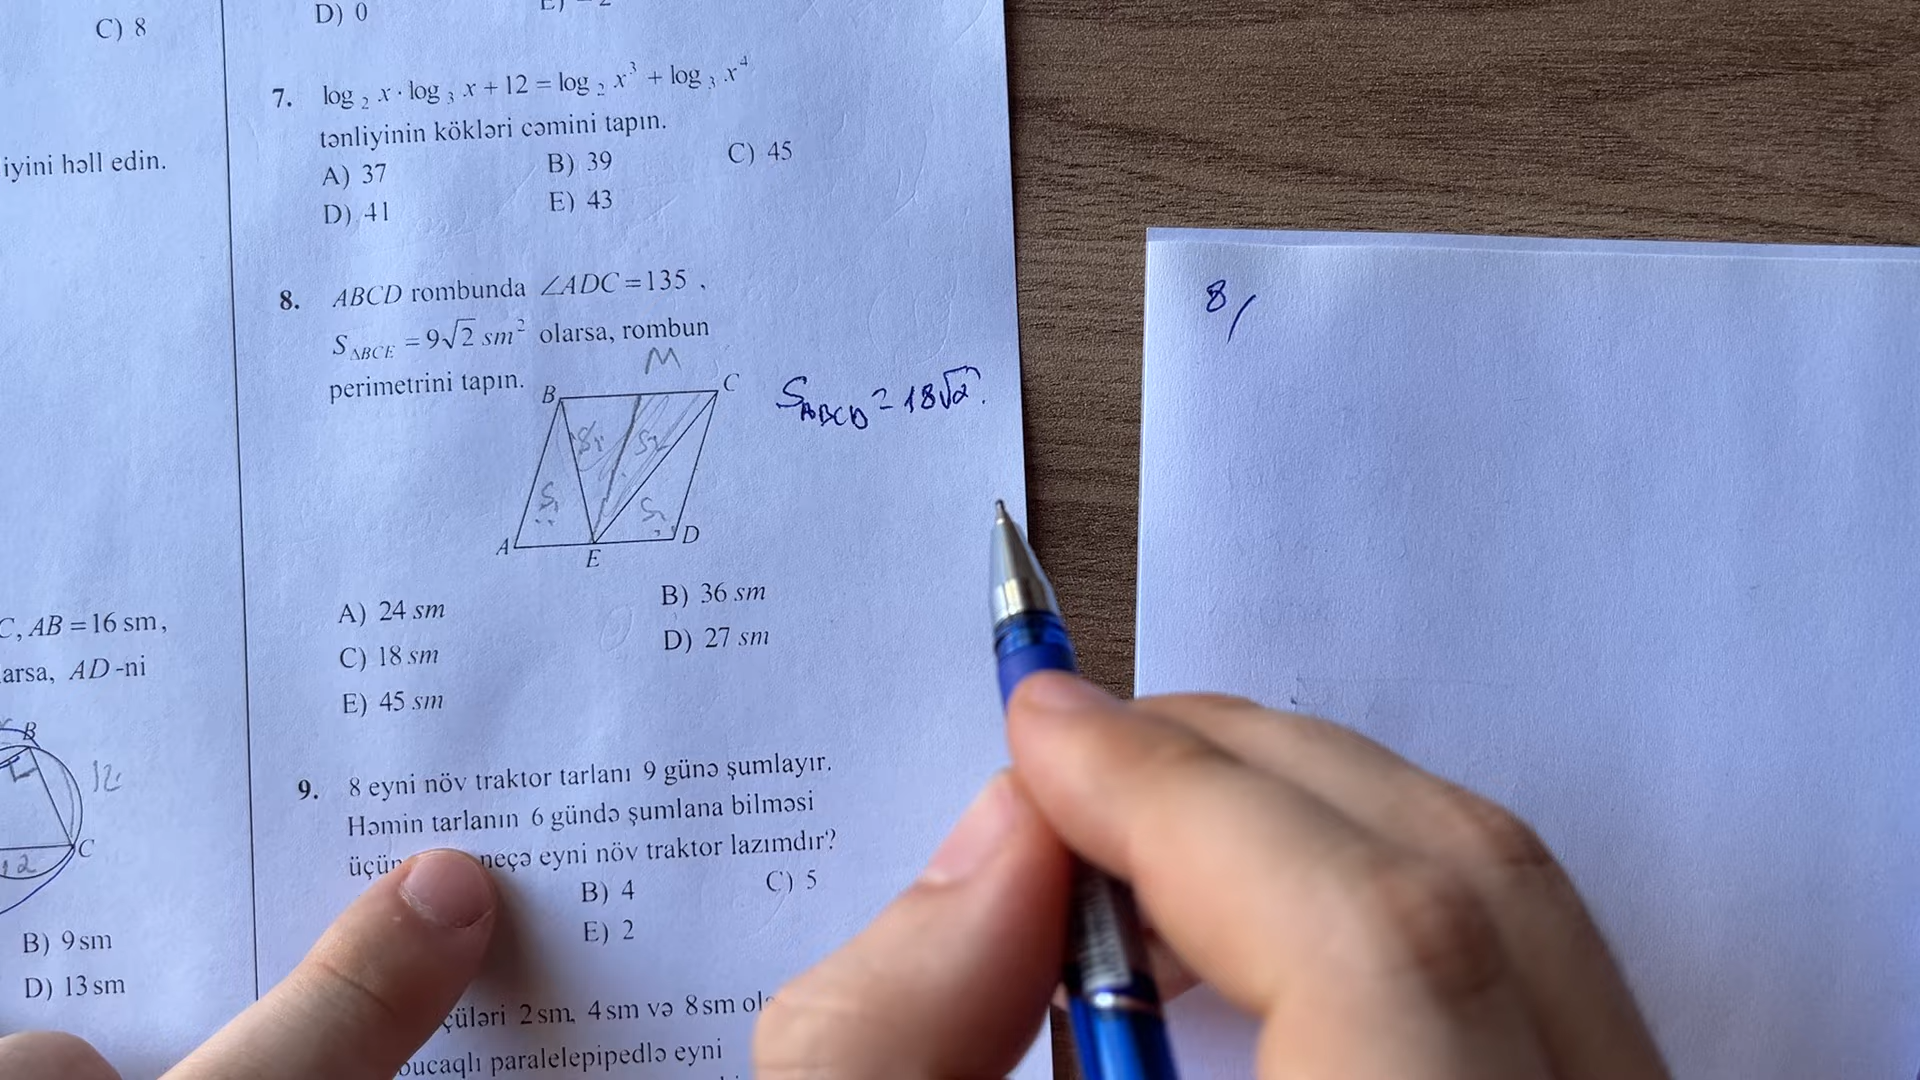 C) 8
D) 0
iyini həll edin.
C, AB = 16 sm,
arsa, AD-ni
B
12
C
12
B) 9 sm
D) 13 sm
7. log₂ x · log₃ x + 12 = log₂ x³ + log₃ x⁴
tənliyinin kökləri cəmini tapın.
A) 37 B) 39 C) 45
D) 41 E) 43
8. ABCD rombunda ∠ADC = 135 ,
S△BCE = 9√2 sm² olarsa, rombun
perimetrini tapın.
M
B C
S₁ S₂
S₁ S₂
A E D
S_ABCD = 18√2.
A) 24 sm B) 36 sm
C) 18 sm D) 27 sm
E) 45 sm
9. 8 eyni növ traktor tarlanı 9 günə şumlayır.
Həmin tarlanın 6 gündə şumlana bilməsi
neçə eyni növ traktor lazımdır?
B) 4 C) 5
E) 2
çüləri 2 sm, 4 sm və 8 sm
bucaqlı paralelepipedlə eyni
8/